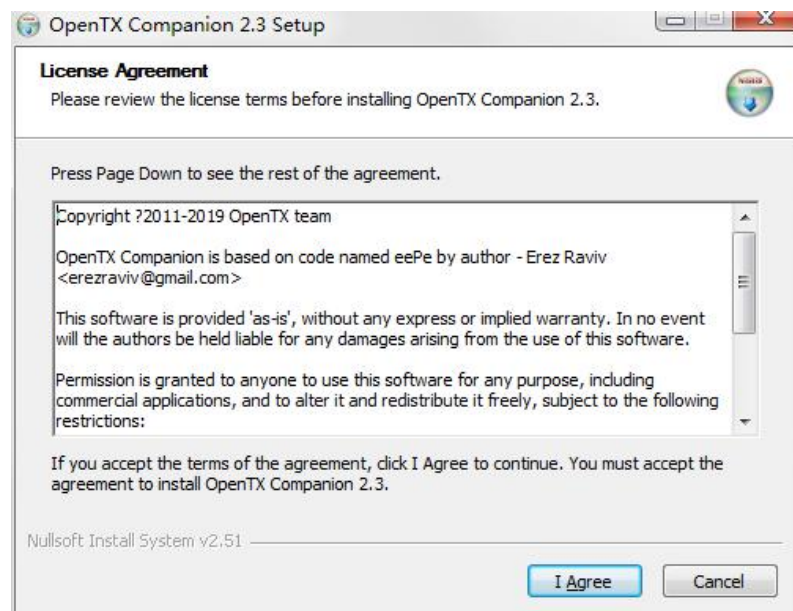 OpenTX Companion 2.3 Setup
License Agreement
Please review the license terms before installing OpenTX Companion 2.3.
Press Page Down to see the rest of the agreement.
Copyright ?2011-2019 OpenTX team
OpenTX Companion is based on code named eePe by author - Erez Raviv
<erezraviv@gmail.com>
This software is provided 'as-is', without any express or implied warranty. In no event
will the authors be held liable for any damages arising from the use of this software.
Permission is granted to anyone to use this software for any purpose, including
commercial applications, and to alter it and redistribute it freely, subject to the following
restrictions:
If you accept the terms of the agreement, click I Agree to continue. You must accept the
agreement to install OpenTX Companion 2.3.
Nullsoft Install System v2.51
I Agree
Cancel